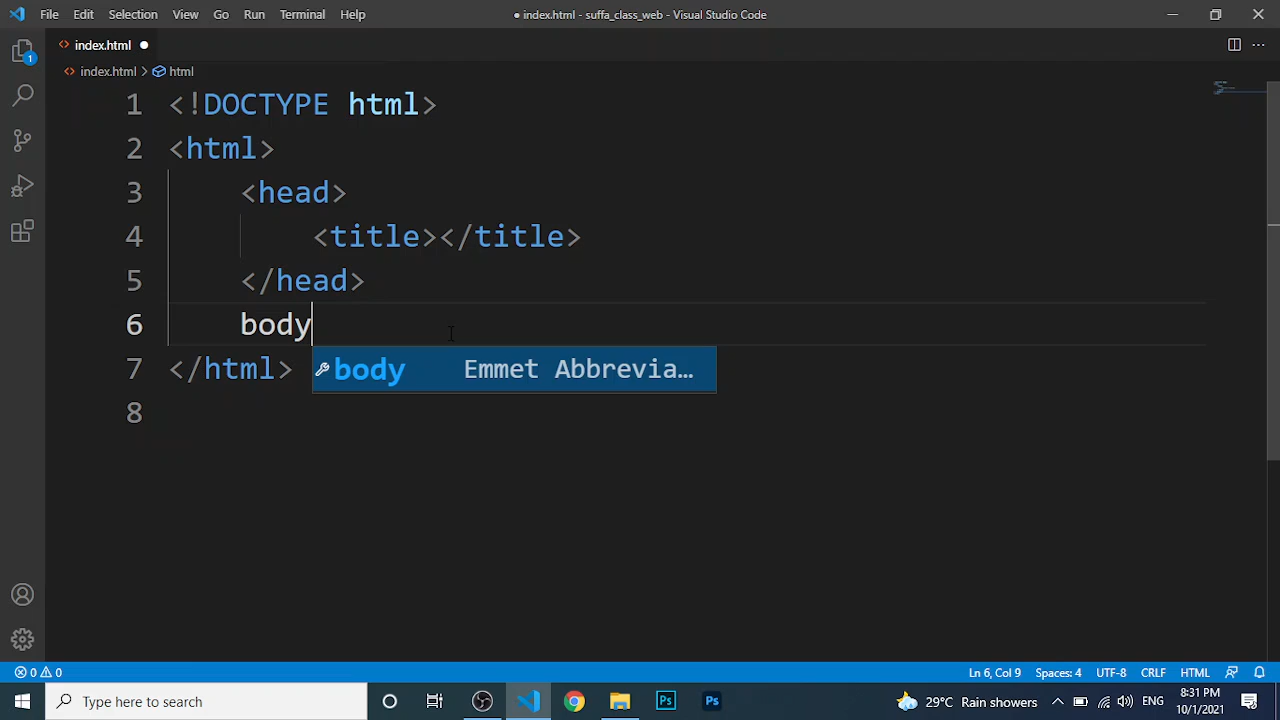 File Edit Selection View Go Run Terminal Help
● index.html - suffa_class_web - Visual Studio Code
index.html ●
index.html > html
1 <!DOCTYPE html>
2 <html>
3 <head>
4 <title></title>
5 </head>
6 body
body Emmet Abbrevia…
7 </html>
8
1
0 0
Ln 6, Col 9 Spaces: 4 UTF-8 CRLF HTML
Type here to search
Ps
Ps
29°C Rain showers
ENG
8:31 PM
10/1/2021